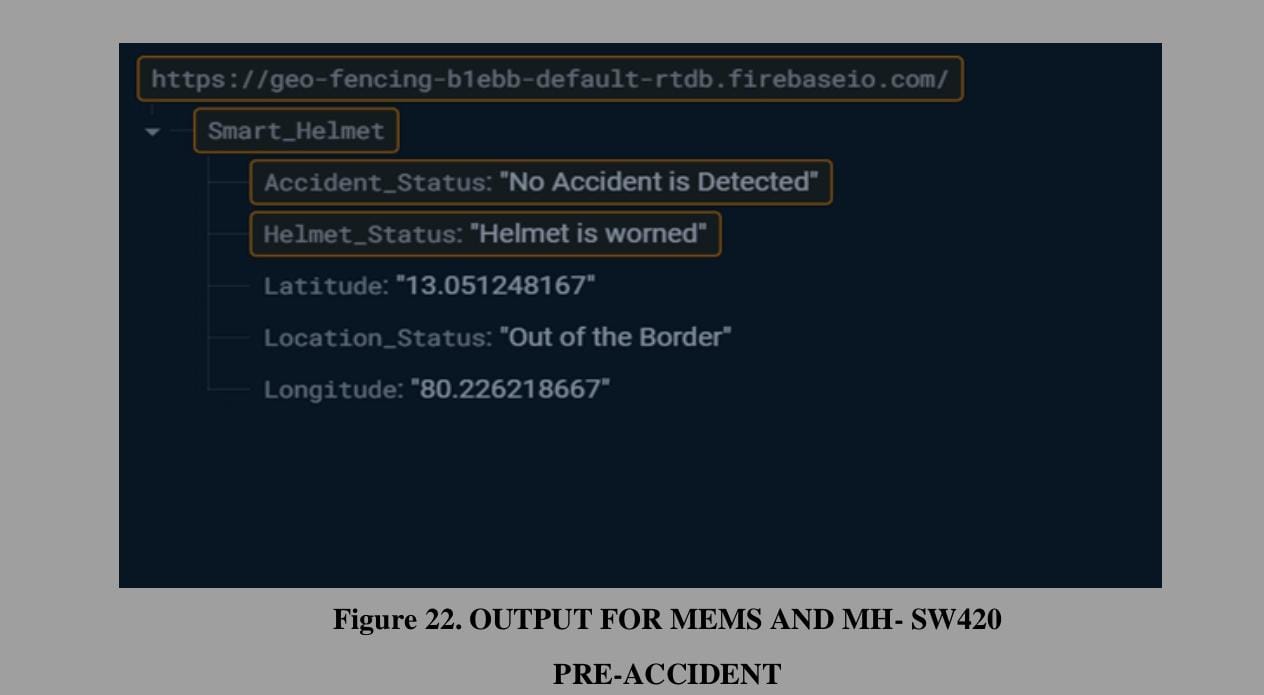 https://geo-fencing-b1ebb-default-rtdb.firebaseio.com/
Smart_Helmet
Accident_Status: "No Accident is Detected"
Helmet_Status: "Helmet is worned"
Latitude: "13.051248167"
Location_Status: "Out of the Border"
Longitude: "80.226218667"
Figure 22. OUTPUT FOR MEMS AND MH- SW420
PRE-ACCIDENT